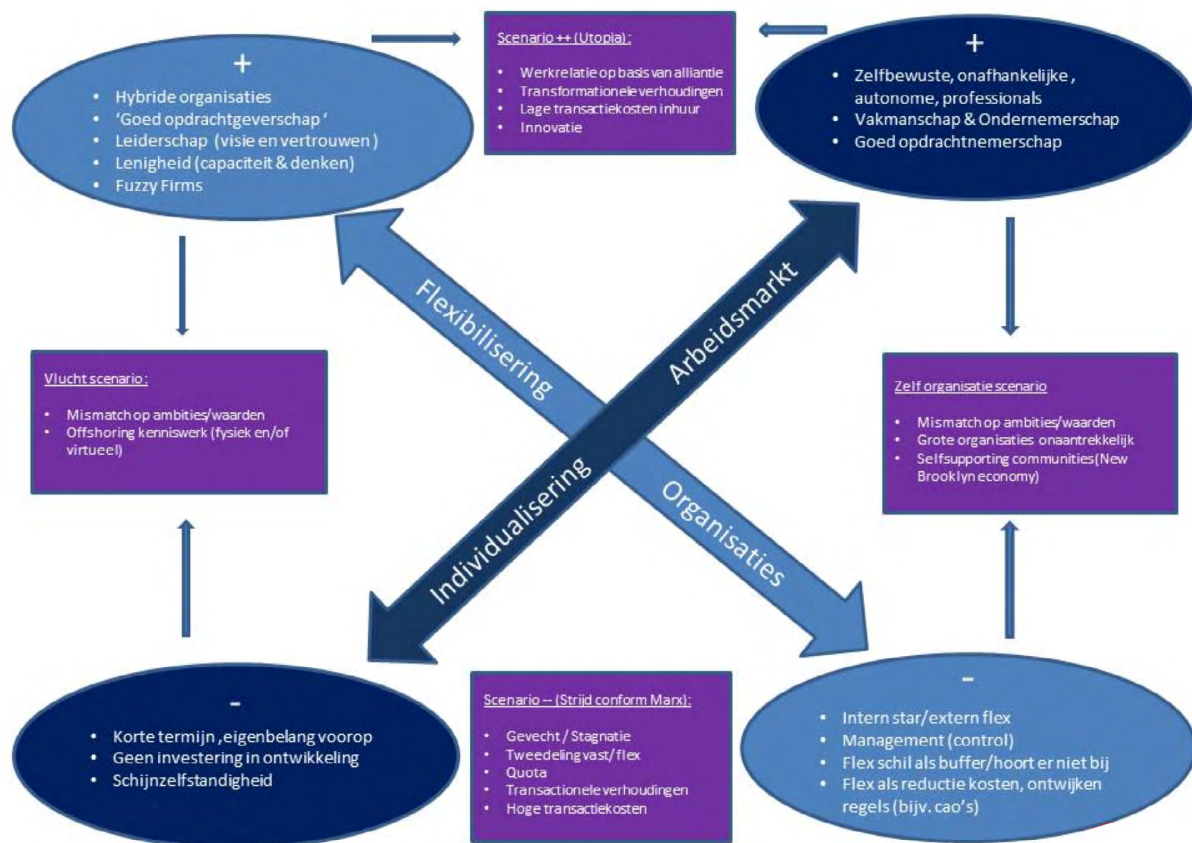 +
• Hybride organisaties
• 'Goed opdrachtgeverschap '
• Leiderschap (visie en vertrouwen )
• Lenigheid (capaciteit & denken)
• Fuzzy Firms
Scenario ++ (Utopia) :
• Werkrelatie op basis van alliantie
• Transformationele verhoudingen
• Lage transactiekosten inhuur
• Innovatie
+
• Zelfbewuste, onafhankelijke ,
autonome, professionals
• Vakmanschap & Ondernemerschap
• Goed opdrachtnemerschap
Flexibilisering
Organisaties
Individualisering
Arbeidsmarkt
Vlucht scenario :
• Mismatch op ambities/waarden
• Offshoring kenniswerk (fysiek en/of
virtueel)
Zelf organisatie scenario
• Mismatch op ambities/waarden
• Grote organisaties onaantrekkelijk
• Selfsupporting communities(New
Brooklyn economy)
-
• Korte termijn ,eigenbelang voorop
• Geen investering in ontwikkeling
• Schijnzelfstandigheid
Scenario -- (Strijd conform Marx):
• Gevecht / Stagnatie
• Tweedeling vast/ flex
• Quota
• Transactionele verhoudingen
• Hoge transactiekosten
-
• Intern star/extern flex
• Management (control)
• Flex schil als buffer/hoort er niet bij
• Flex als reductie kosten, ontwijken
regels (bijv. cao's)